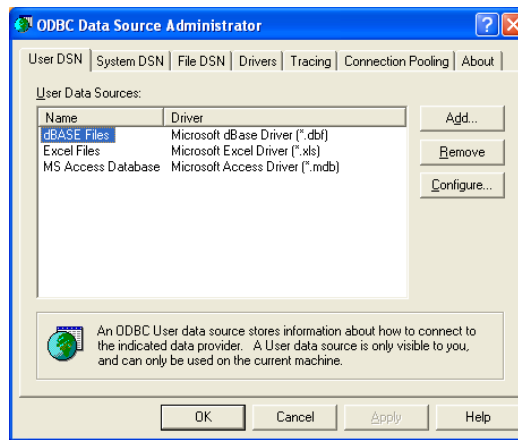 ODBC Data Source Administrator
User DSN System DSN File DSN Drivers Tracing Connection Pooling About
User Data Sources:
Name Driver
dBASE Files Microsoft dBase Driver (*.dbf)
Excel Files Microsoft Excel Driver (*.xls)
MS Access Database Microsoft Access Driver (*.mdb)
Add...
Remove
Configure...
An ODBC User data source stores information about how to connect to
the indicated data provider. A User data source is only visible to you,
and can only be used on the current machine.
OK Cancel Apply Help